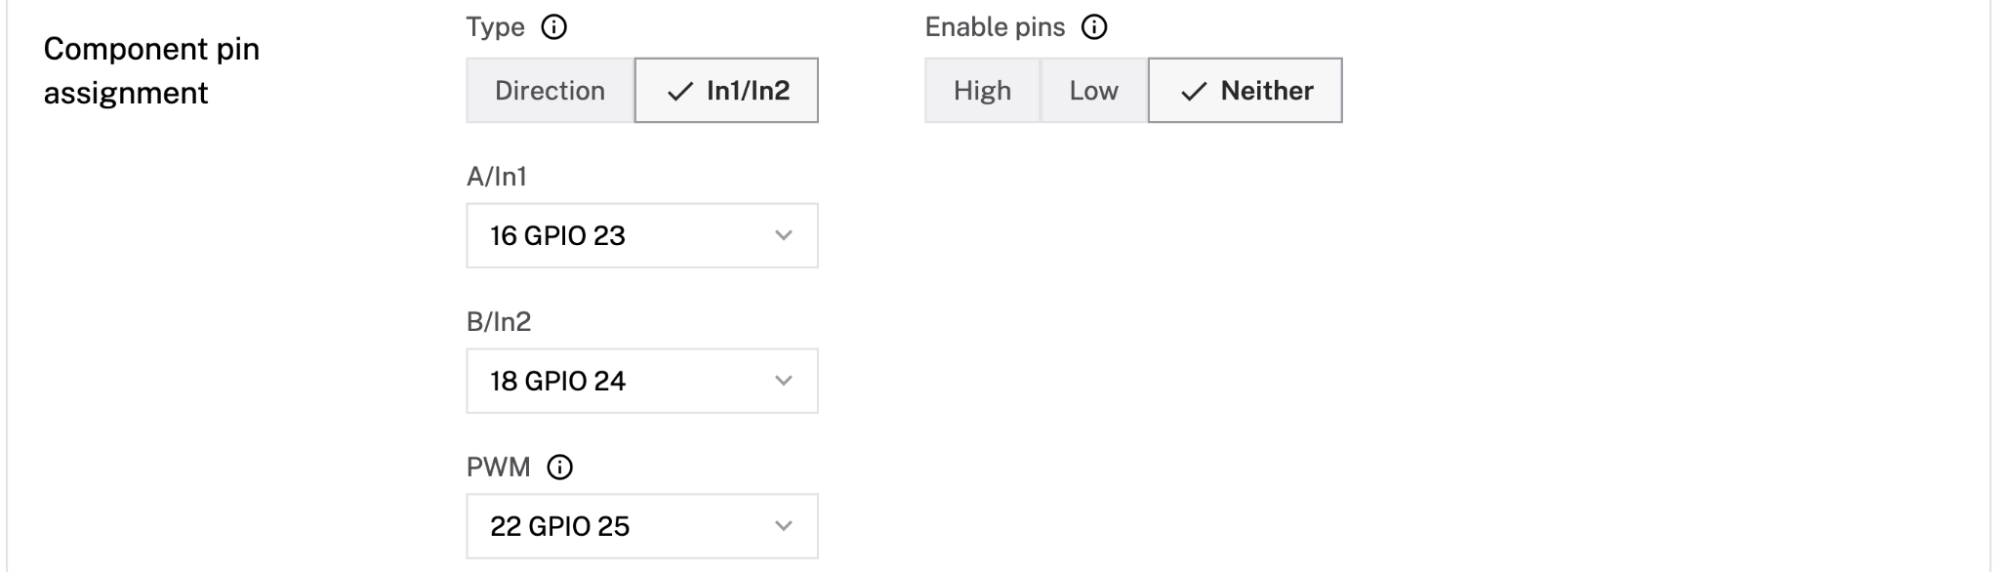 Component pin
assignment
Type
Direction
In1/In2
Enable pins
High
Low
Neither
A/In1
16 GPIO 23
B/In2
18 GPIO 24
PWM
22 GPIO 25